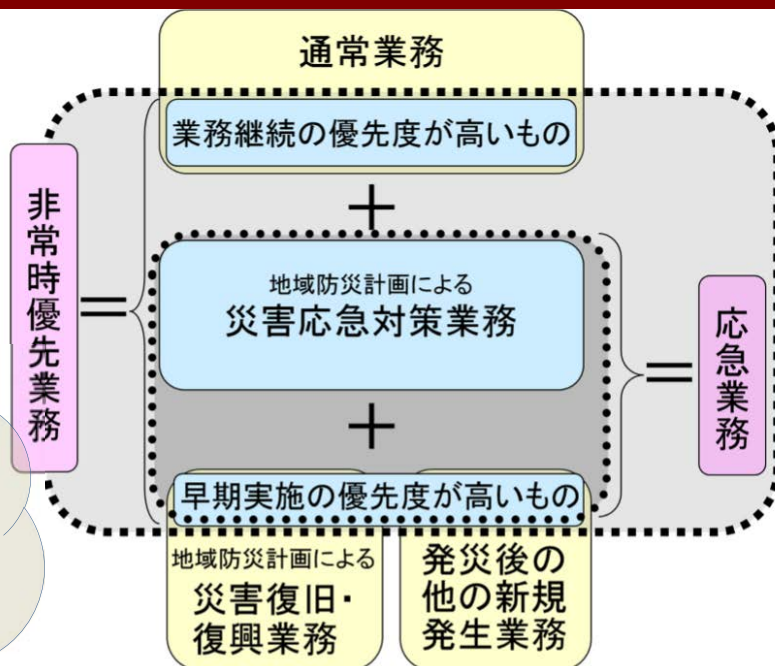 通常業務
業務継続の優先度が高いもの
＋
非常時優先業務
＝
地域防災計画による
災害応急対策業務
＝
応急業務
＋
早期実施の優先度が高いもの
地域防災計画による
災害復旧・
復興業務
発災後の
他の新規
発生業務